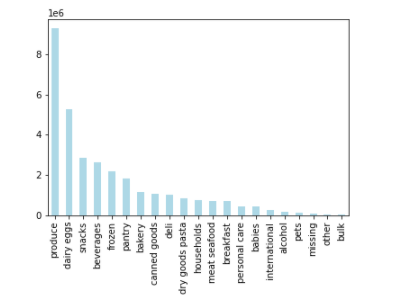 1e6
8
6
4
2
0
produce
dairy eggs
snacks
beverages
frozen
pantry
bakery
canned goods
deli
dry goods pasta
households
meat seafood
breakfast
personal care
babies
international
alcohol
pets
missing
other
bulk